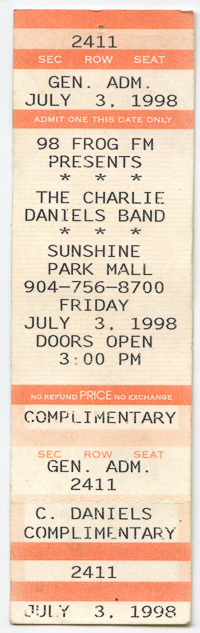 2411
SEC ROW SEAT
GEN. ADM.
JULY 3, 1998
ADMIT ONE THIS DATE ONLY
98 FROG FM
PRESENTS
* * *
THE CHARLIE
DANIELS BAND
* * *
SUNSHINE
PARK MALL
904-756-8700
FRIDAY
JULY 3, 1998
DOORS OPEN
3:00 PM
NO REFUND PRICE NO EXCHANGE
COMPLIMENTARY
SEC ROW SEAT
GEN. ADM.
2411
C. DANIELS
COMPLIMENTARY
2411
JULY 3, 1998